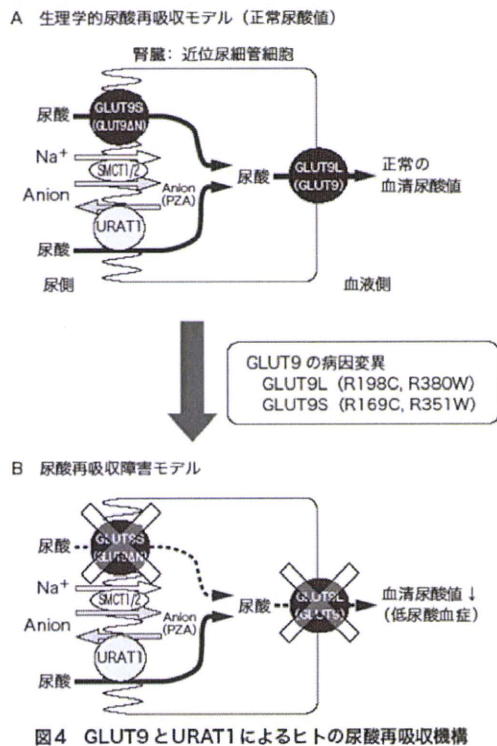 A 生理学的尿酸再吸収モデル（正常尿酸値）
腎臓：近位尿細管細胞
尿酸
GLUT9S
(GLUT9ΔN)
Na⁺
SMCT1/2
Anion
Anion
(PZA)
URAT1
尿酸
尿酸
GLUT9L
(GLUT9)
正常の
血清尿酸値
尿側
血液側
GLUT9 の病因変異
GLUT9L（R198C, R380W）
GLUT9S（R169C, R351W）
B 尿酸再吸収障害モデル
尿酸
GLUT9S
(GLUT9ΔN)
Na⁺
SMCT1/2
Anion
Anion
(PZA)
URAT1
尿酸
尿酸
GLUT9L
(GLUT9)
血清尿酸値↓
(低尿酸血症)
図4 GLUT9とURAT1によるヒトの尿酸再吸収機構